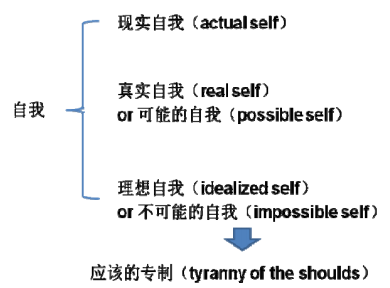 现实自我（actual self）
真实自我（real self）
自我
or 可能的自我（possible self）
理想自我（idealized self）
or 不可能的自我（impossible self）
应该的专制（tyranny of the shoulds）